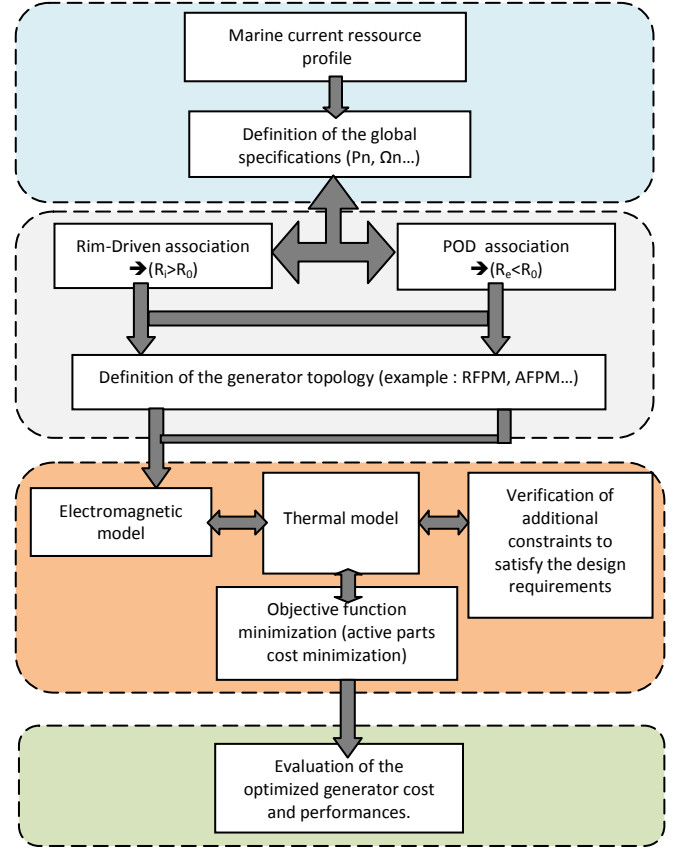 Marine current ressource
profile
Definition of the global
specifications (Pn, Ωn…)
Rim-Driven association
➔(Ri>R0)
POD association
➔(Re<R0)
Definition of the generator topology (example : RFPM, AFPM…)
Electromagnetic
model
Thermal model
Verification of
additional
constraints to
satisfy the design
requirements
Objective function
minimization (active parts
cost minimization)
Evaluation of the
optimized generator cost
and performances.